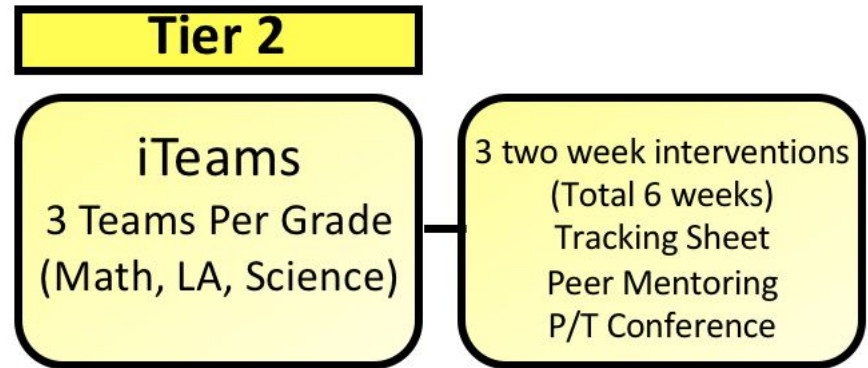 Tier 2
iTeams
3 Teams Per Grade
(Math, LA, Science)
3 two week interventions
(Total 6 weeks)
Tracking Sheet
Peer Mentoring
P/T Conference